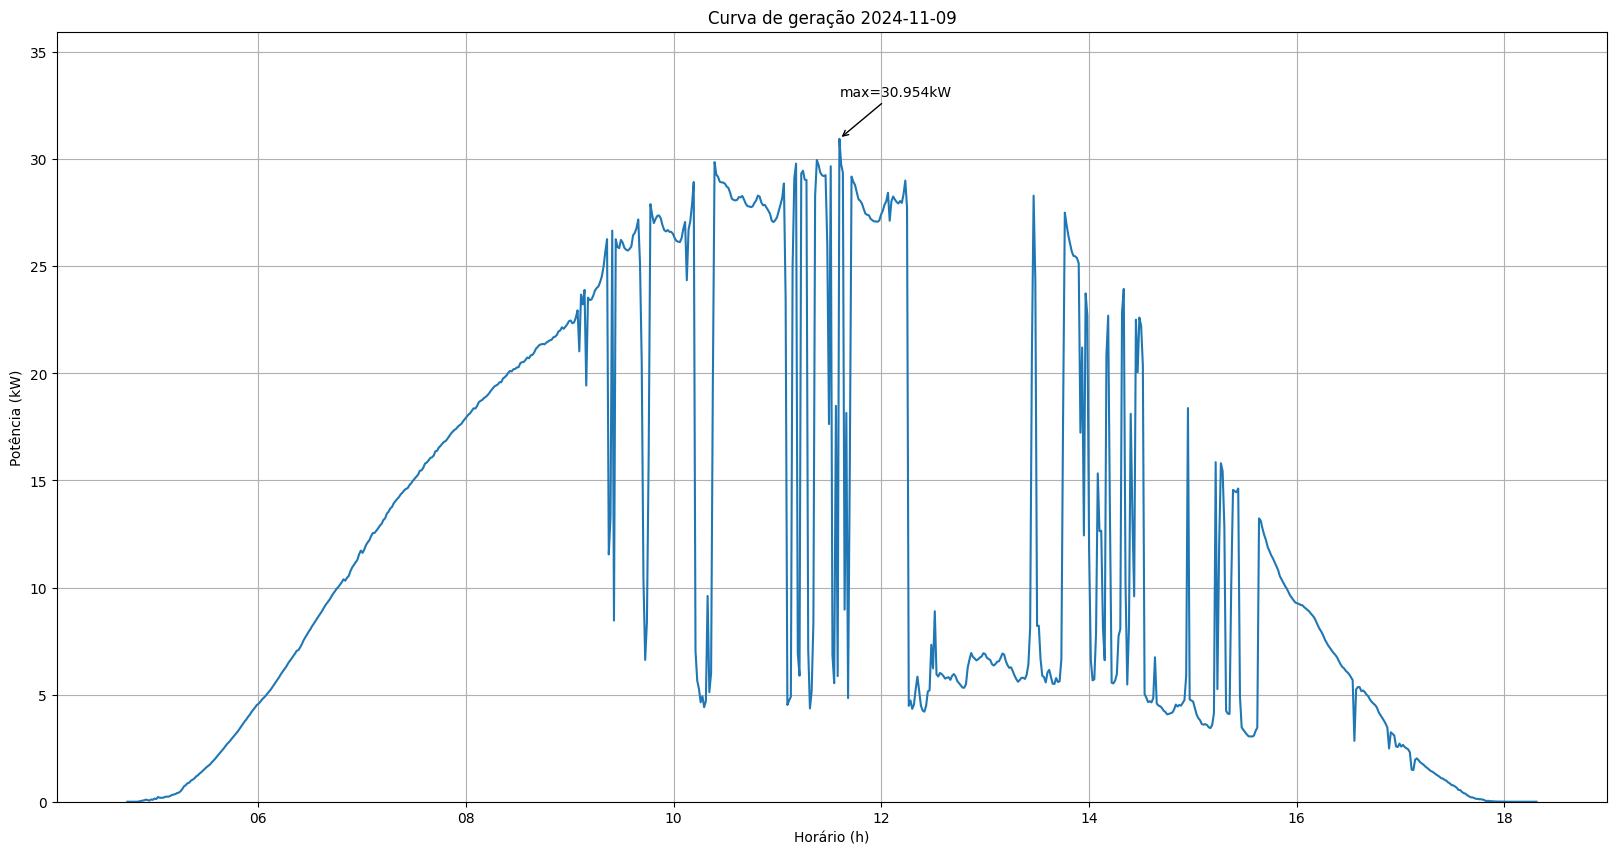 Curva de geração 2024-11-09
35
max=30.954kW
30
25
20
Potência (kW)
15
10
5
0
06 08 10 12 14 16 18
Horário (h)